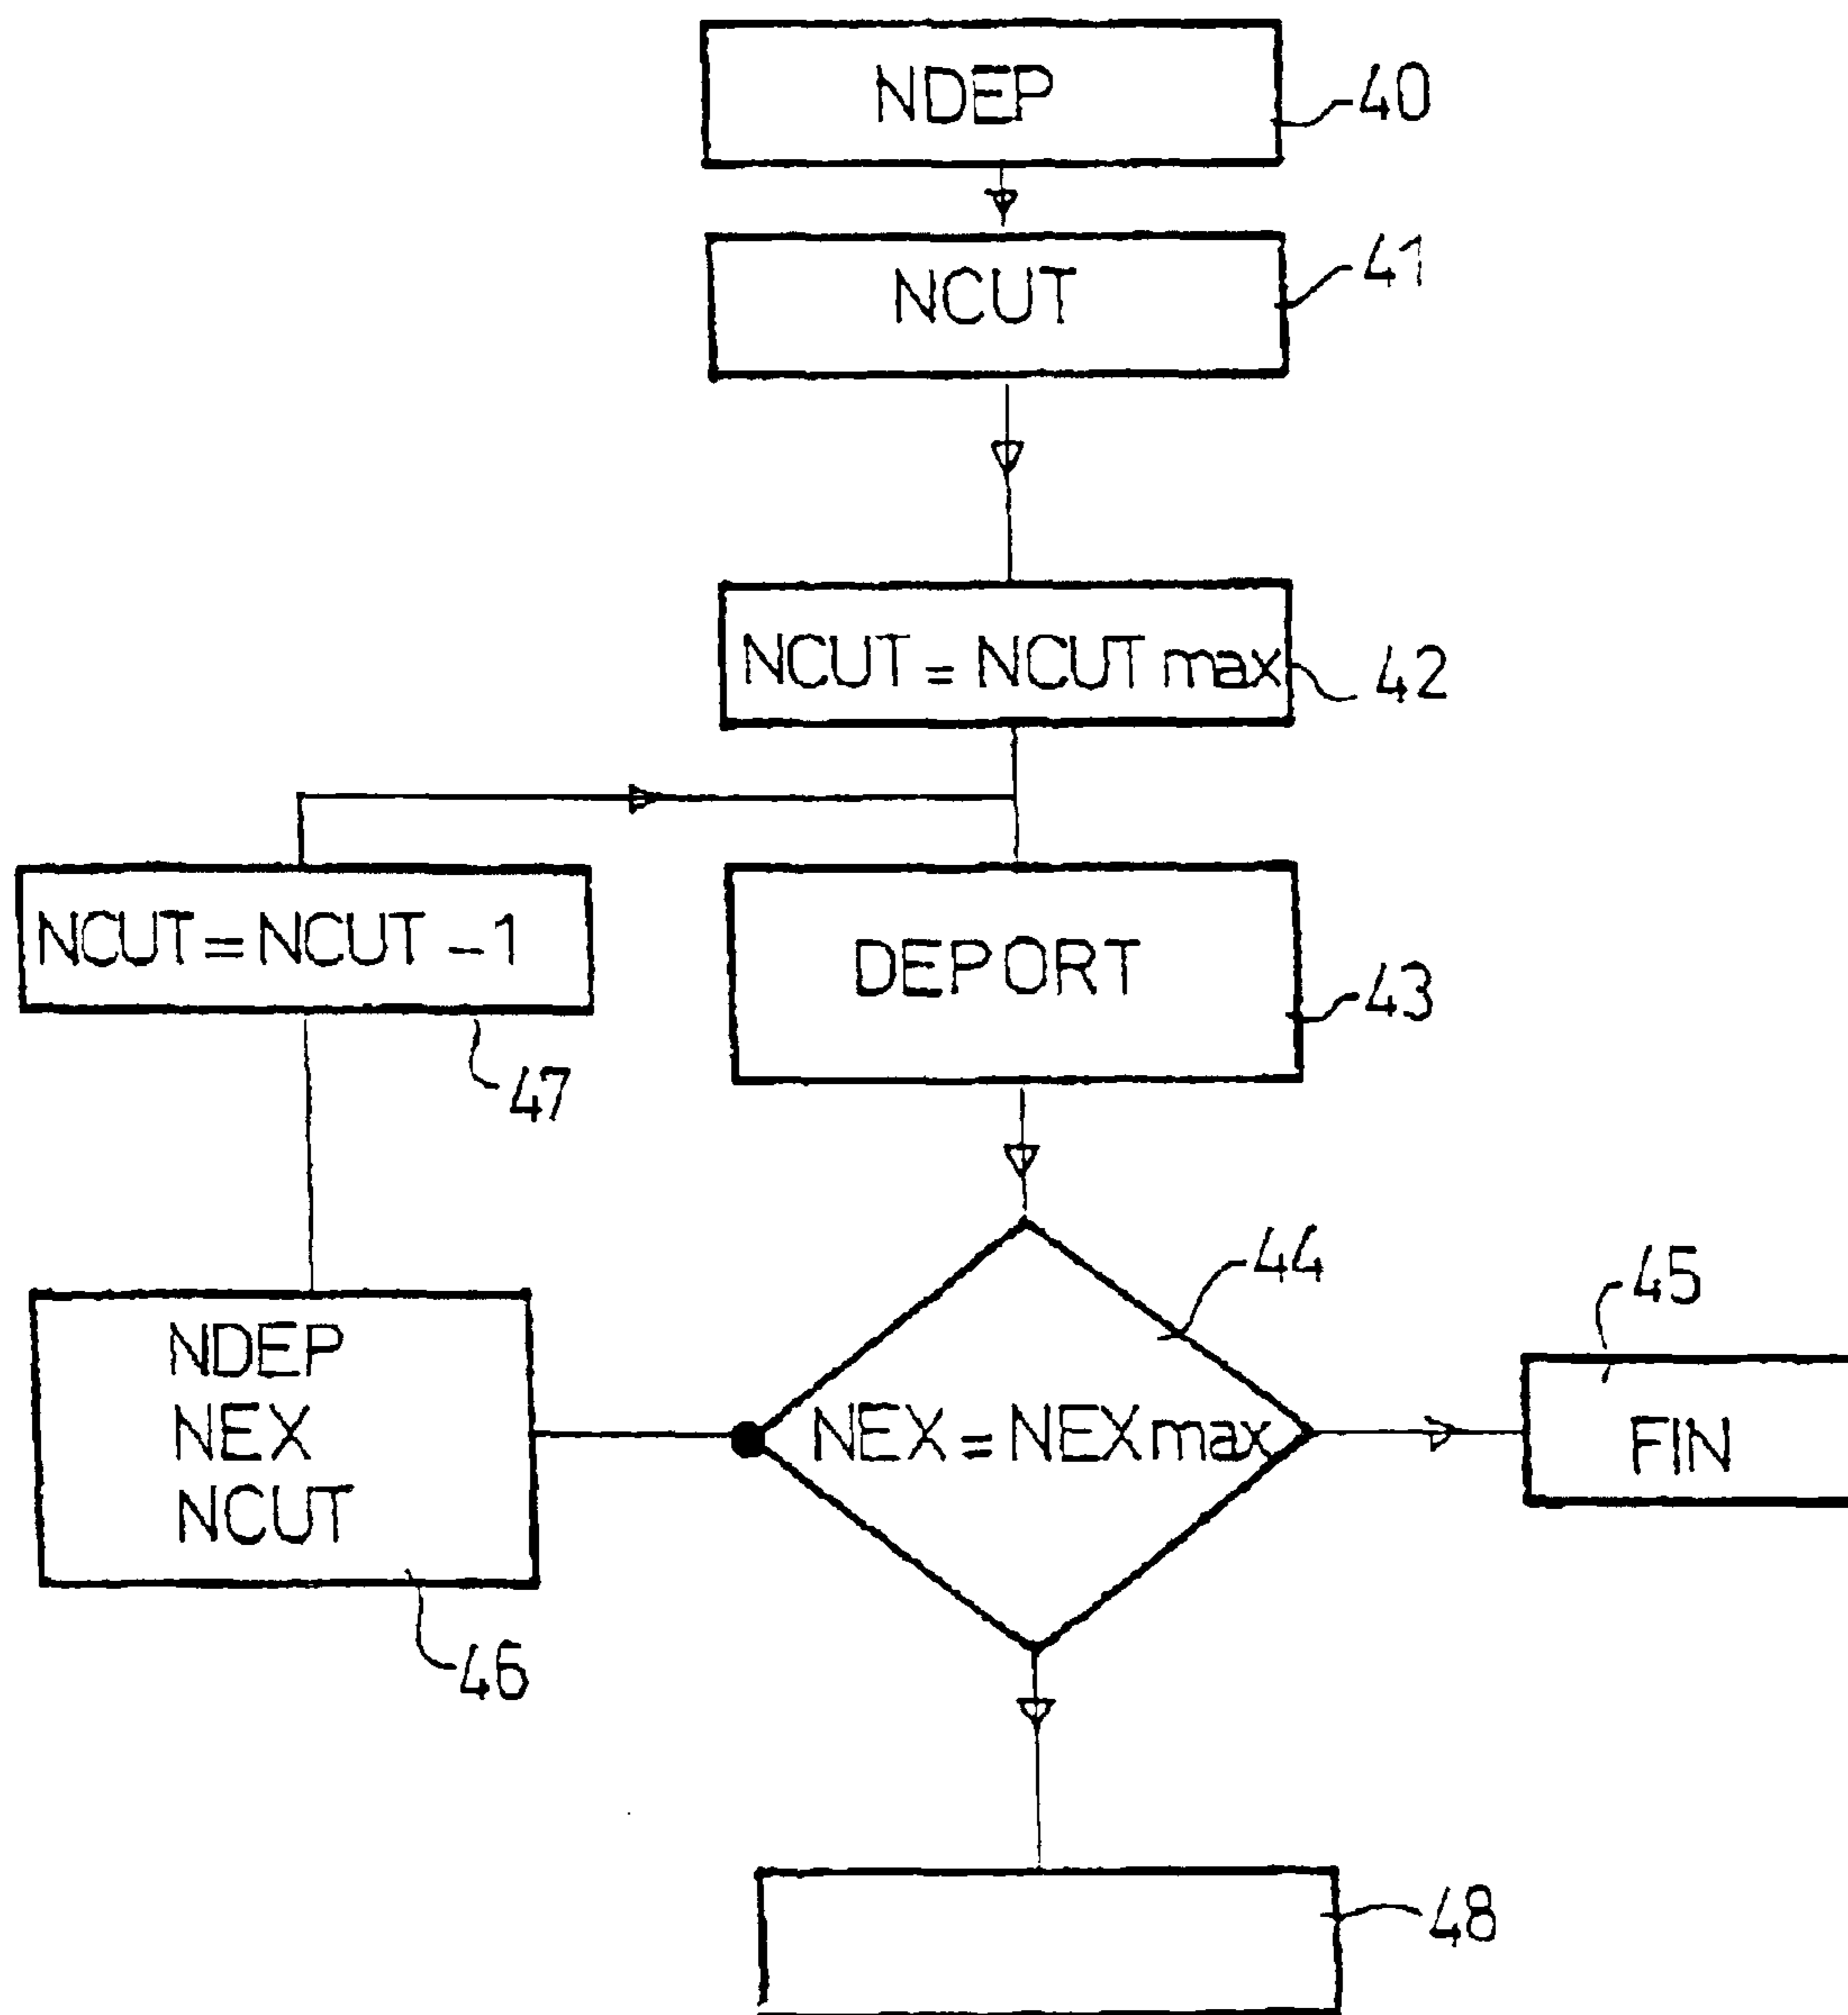 NDEP
40
NCUT
41
NCUT = NCUT max
42
NCUT = NCUT - 1
47
DEPORT
43
44
NEX = NEX max
45
FIN
NDEP
NEX
NCUT
46
48